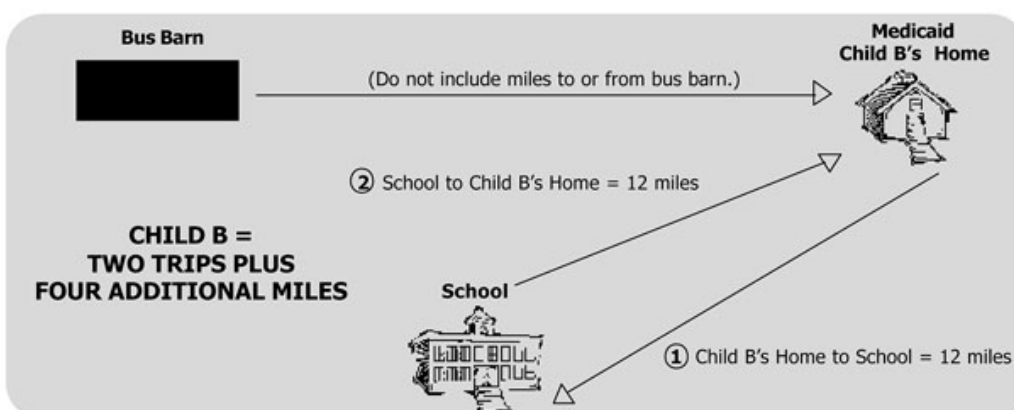 Bus Barn
Medicaid
Child B's Home
(Do not include miles to or from bus barn.)
② School to Child B's Home = 12 miles
CHILD B =
TWO TRIPS PLUS
FOUR ADDITIONAL MILES
School
① Child B's Home to School = 12 miles